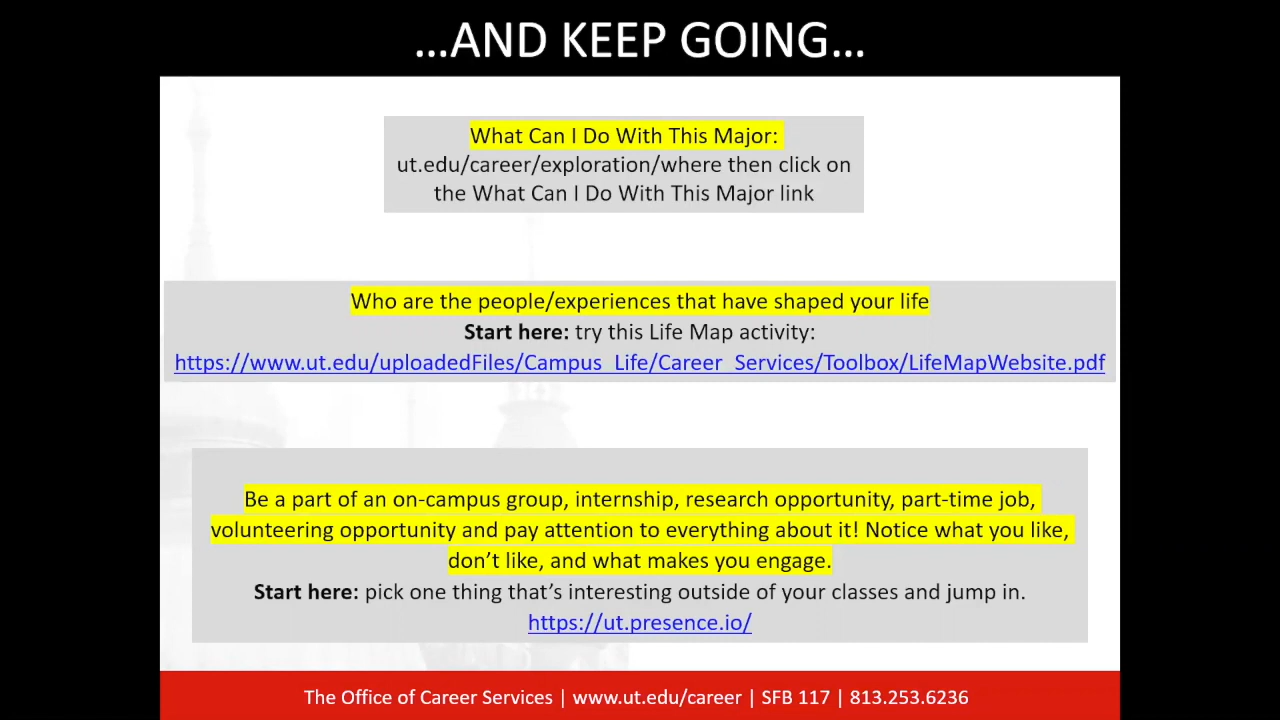 ...AND KEEP GOING...
What Can I Do With This Major:
ut.edu/career/exploration/where then click on
the What Can I Do With This Major link
Who are the people/experiences that have shaped your life
Start here: try this Life Map activity:
https://www.ut.edu/uploadedFiles/Campus_Life/Career_Services/Toolbox/LifeMapWebsite.pdf
Be a part of an on-campus group, internship, research opportunity, part-time job,
volunteering opportunity and pay attention to everything about it! Notice what you like,
don’t like, and what makes you engage.
Start here: pick one thing that’s interesting outside of your classes and jump in.
https://ut.presence.io/
The Office of Career Services | www.ut.edu/career | SFB 117 | 813.253.6236